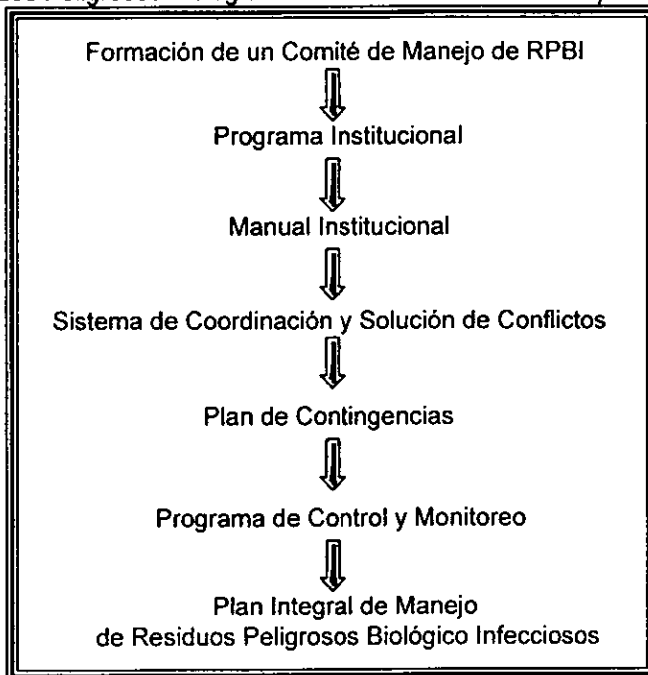 Formación de un Comité de Manejo de RPBI
Programa Institucional
Manual Institucional
Sistema de Coordinación y Solución de Conflictos
Plan de Contingencias
Programa de Control y Monitoreo
Plan Integral de Manejo
de Residuos Peligrosos Biológico Infecciosos